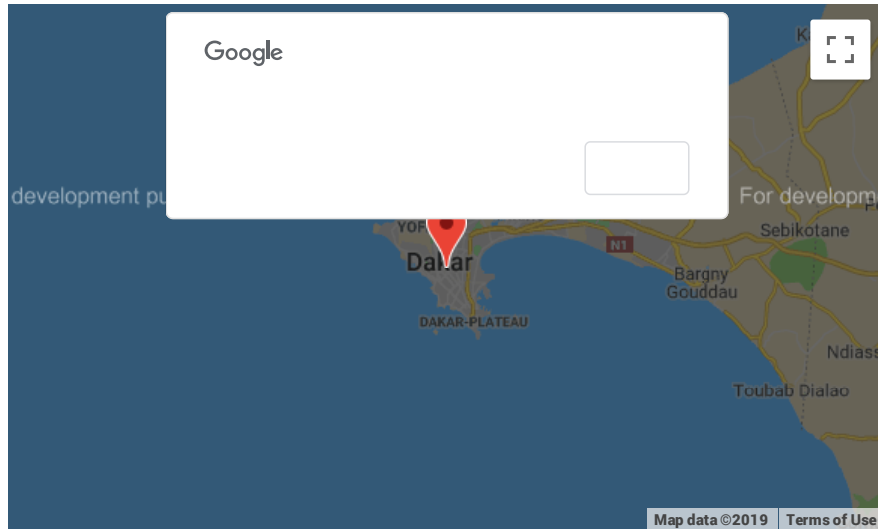 Google
development pu
For developm
YOF
N1
Sebikotane
Dakar
Bargny
Gouddau
DAKAR-PLATEAU
Ndiass
Toubab Dialao
Map data ©2019
Terms of Use